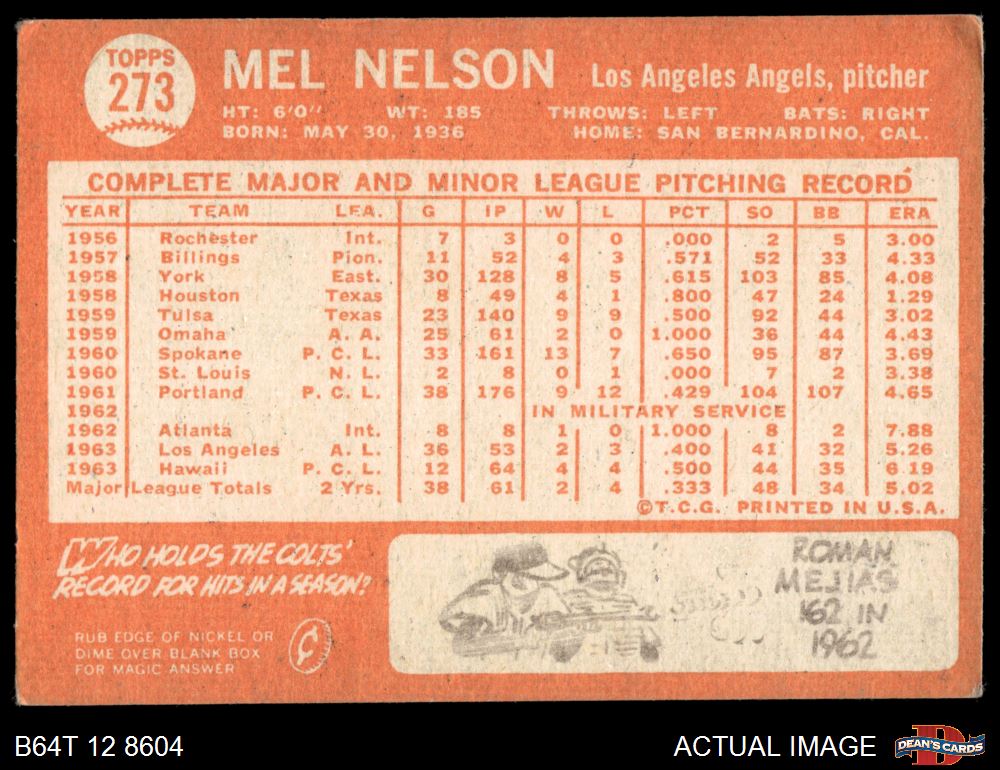 TOPPS
273
MEL NELSON Los Angeles Angels, pitcher
HT: 6'0" WT: 185 THROWS: LEFT BATS: RIGHT
BORN: MAY 30, 1936 HOME: SAN BERNARDINO, CAL.
COMPLETE MAJOR AND MINOR LEAGUE PITCHING RECORD
YEAR TEAM LEA. G IP W L PCT SO BB ERA
1956 Rochester Int. 7 3 0 0 .000 2 5 3.00
1957 Billings Pion. 11 52 4 3 .571 52 33 4.33
1958 York East. 30 128 8 5 .615 103 85 4.08
1958 Houston Texas 8 49 4 1 .800 47 24 1.29
1959 Tulsa Texas 23 140 9 9 .500 92 44 3.02
1959 Omaha A. A. 25 61 2 0 1.000 36 44 4.43
1960 Spokane P. C. L. 33 161 13 7 .650 95 87 3.69
1960 St. Louis N. L. 2 8 0 1 .000 7 2 3.38
1961 Portland P. C. L. 38 176 9 12 .429 104 107 4.65
1962 IN MILITARY SERVICE
1962 Atlanta Int. 8 8 1 0 1.000 8 2 7.88
1963 Los Angeles A. L. 36 53 2 3 .400 41 32 5.26
1963 Hawaii P. C. L. 12 64 4 4 .500 44 35 6.19
Major League Totals 2 Yrs. 38 61 2 4 .333 48 34 5.02
©T.C.G. PRINTED IN U.S.A.
WHO HOLDS THE COLTS'
RECORD FOR HITS IN A SEASON?
RUB EDGE OF NICKEL OR
DIME OVER BLANK BOX
FOR MAGIC ANSWER
¢
ROMAN
MEJIAS
162 IN
1962
B64T 12 8604 ACTUAL IMAGE DEAN'S CARDS